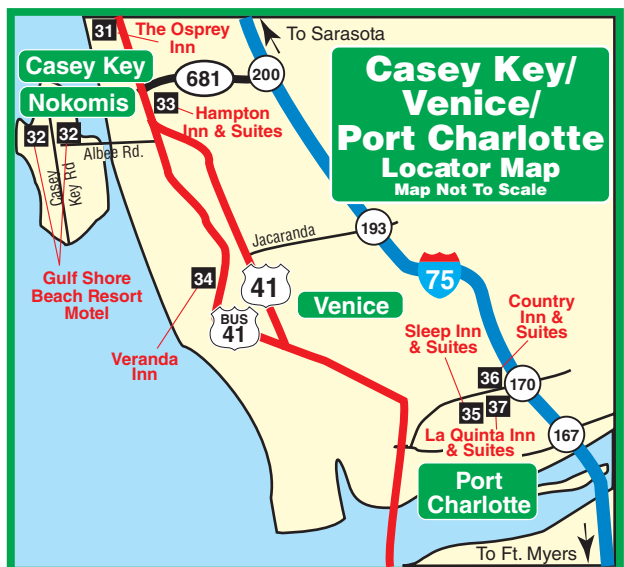 31
The Osprey
Inn
To Sarasota
Casey Key
681
200
Nokomis
33
Hampton
Inn & Suites
Casey Key/
Venice/
Port Charlotte
Locator Map
Map Not To Scale
32
32
Albee Rd.
Casey
Key Rd
193
Jacaranda
Gulf Shore
Beach Resort
Motel
34
41
75
Venice
BUS
41
Country
Inn &
Suites
Sleep Inn
& Suites
Veranda
Inn
36
170
35
37
La Quinta Inn
& Suites
167
Port
Charlotte
To Ft. Myers